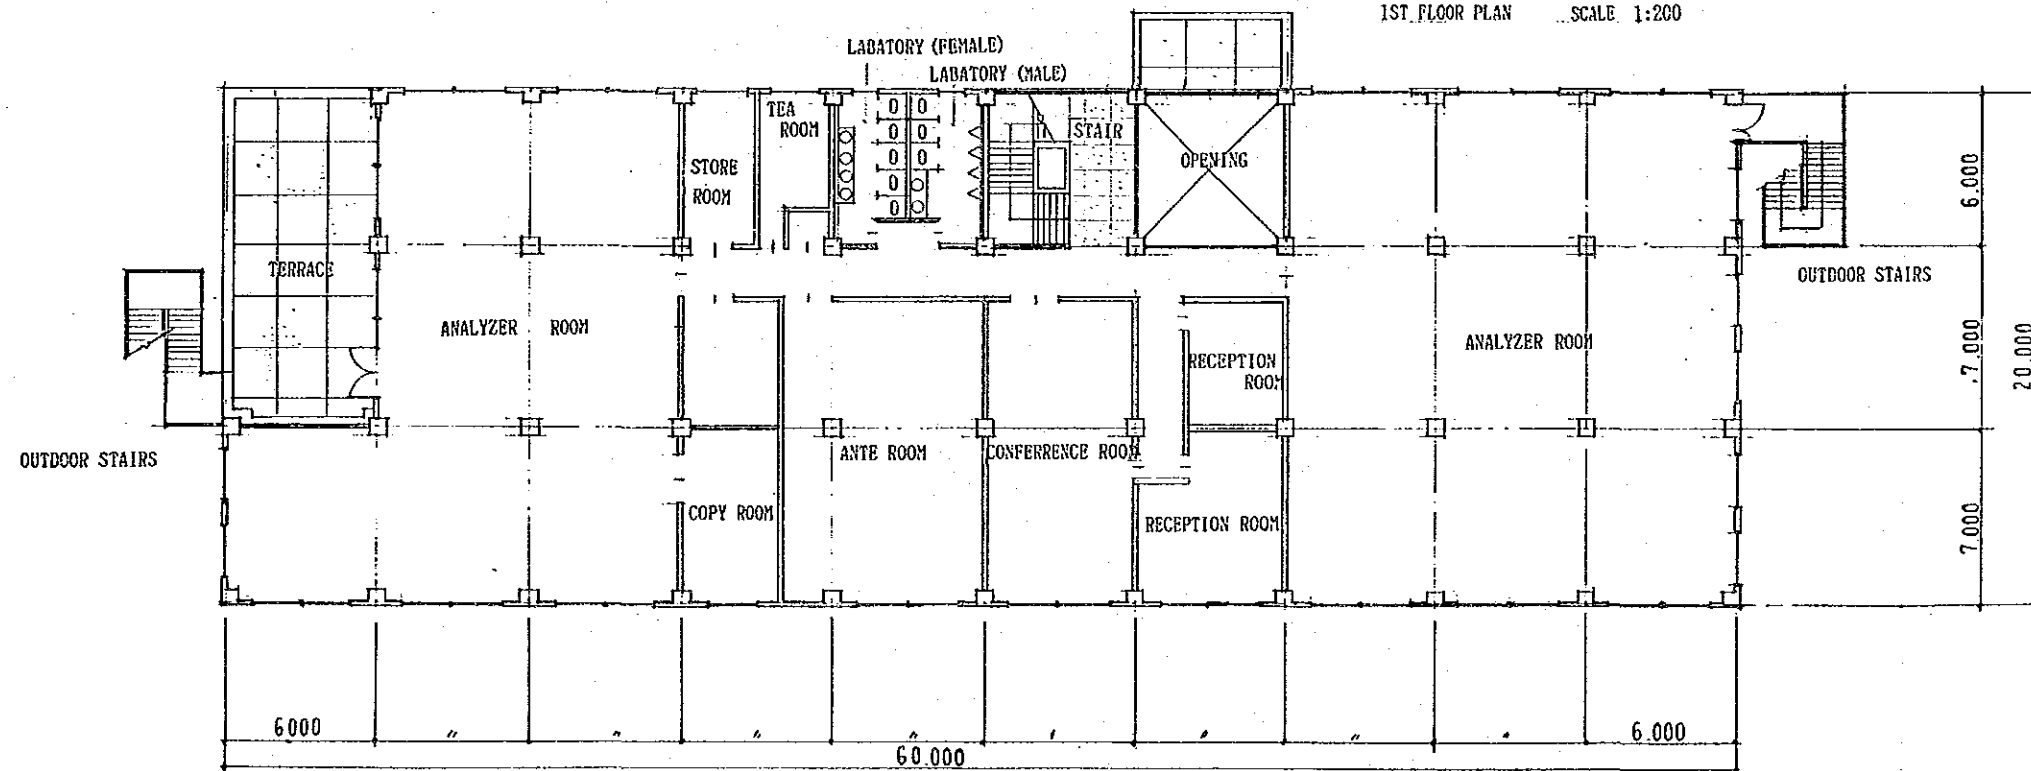 1ST FLOOR PLAN SCALE 1:200
LABATORY (FEMALE)
LABATORY (MALE)
TEA
ROOM
STAIR
STORE
ROOM
OPENING
6.000
TERRACE
OUTDOOR STAIRS
ANALYZER ROOM
ANALYZER ROOM
RECEPTION
ROOM
7.000
20.000
OUTDOOR STAIRS
ANTE ROOM
CONFERRENCE ROOM
COPY ROOM
RECEPTION ROOM
7000
6000 " " " " " " " " 6.000
60.000